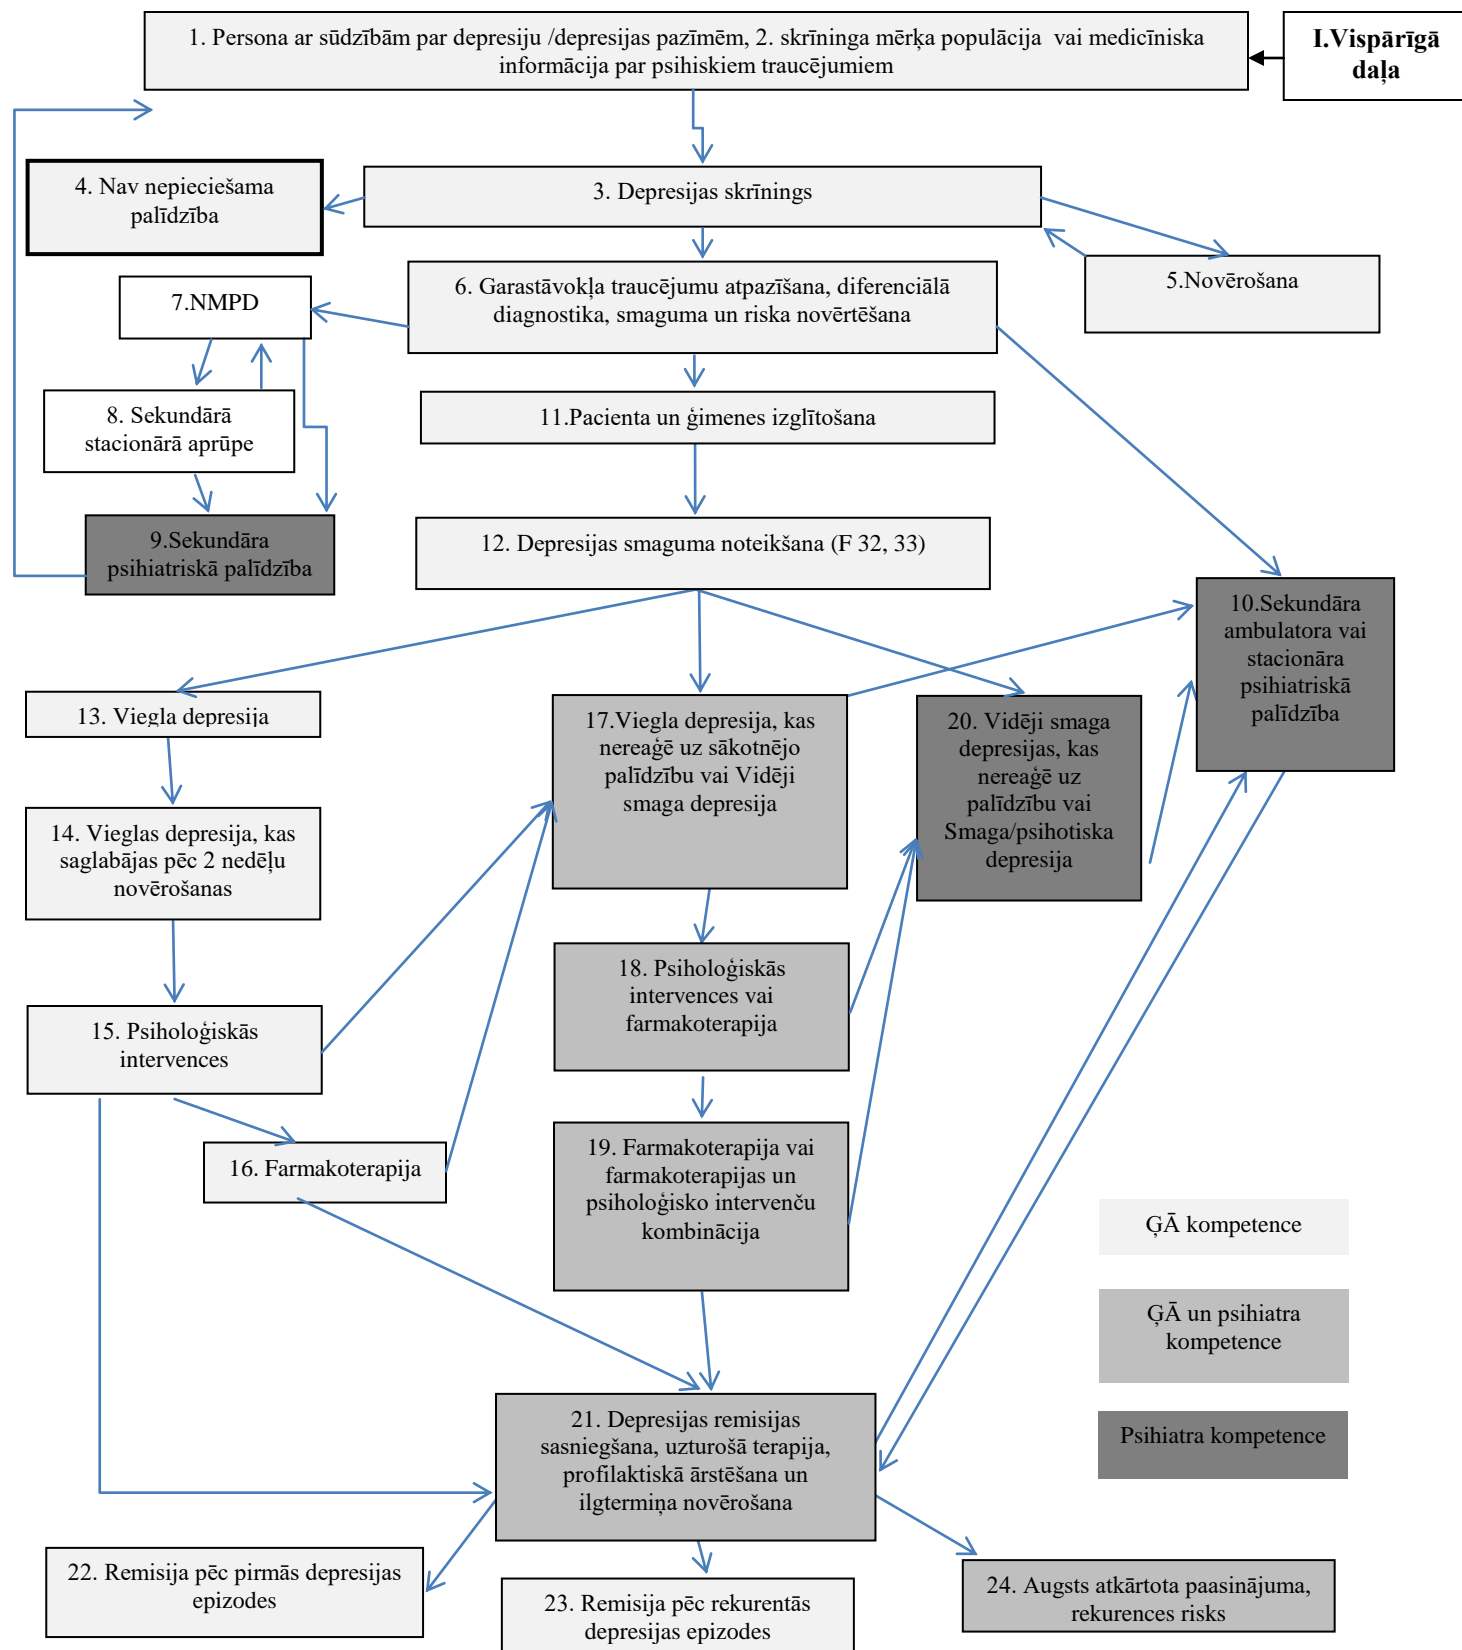 1. Persona ar sūdzībām par depresiju /depresijas pazīmēm, 2. skrīninga mērķa populācija  vai medicīniska
informācija par psihiskiem traucējumiem
I.Vispārīgā
daļa
4. Nav nepieciešama
palīdzība
3. Depresijas skrīnings
5.Novērošana
7.NMPD
6. Garastāvokļa traucējumu atpazīšana, diferenciālā
diagnostika, smaguma un riska novērtēšana
8. Sekundārā
stacionārā aprūpe
11.Pacienta un ģimenes izglītošana
9.Sekundāra
psihiatriskā palīdzība
12. Depresijas smaguma noteikšana (F 32, 33)
10.Sekundāra
ambulatora vai
stacionāra
psihiatriskā
palīdzība
13. Viegla depresija
17.Viegla depresija, kas
nereaģē uz sākotnējo
palīdzību vai Vidēji
smaga depresija
20. Vidēji smaga
depresijas, kas
nereaģē uz
palīdzību vai
Smaga/psihotiska
depresija
14. Vieglas depresija, kas
saglabājas pēc 2 nedēļu
novērošanas
18. Psiholoģiskās
intervences vai
farmakoterapija
15. Psiholoģiskās
intervences
16. Farmakoterapija
19. Farmakoterapija vai
farmakoterapijas un
psiholoģisko intervenču
kombinācija
ĢĀ kompetence
ĢĀ un psihiatra
kompetence
Psihiatra kompetence
21. Depresijas remisijas
sasniegšana, uzturošā terapija,
profilaktiskā ārstēšana un
ilgtermiņa novērošana
22. Remisija pēc pirmās depresijas
epizodes
23. Remisija pēc rekurentās
depresijas epizodes
24. Augsts atkārtota paasinājuma,
rekurences risks